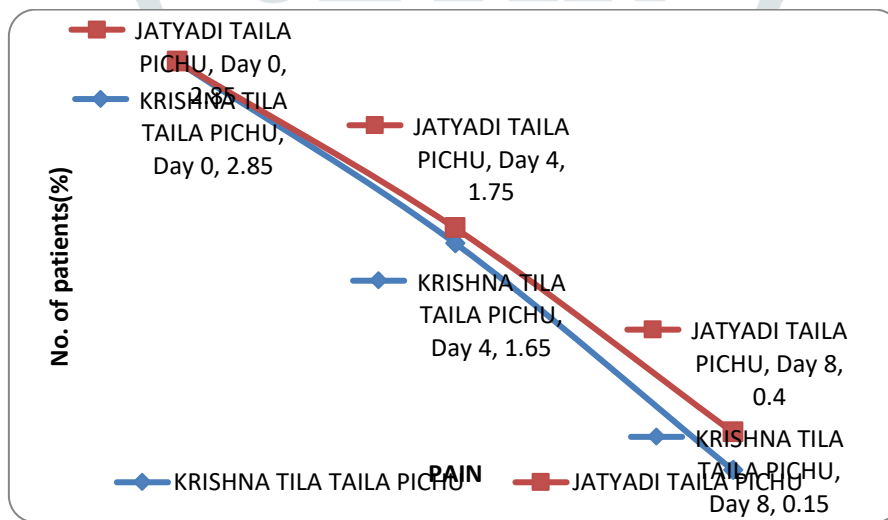 JATYADI TAILA
PICHU, Day 0,
2.85
KRISHNA TILA
TAILA PICHU,
Day 0, 2.85
JATYADI TAILA
PICHU, Day 4,
1.75
KRISHNA TILA
TAILA PICHU,
Day 4, 1.65
JATYADI TAILA
PICHU, Day 8,
0.4
KRISHNA TILA
TAILA PICHU,
Day 8, 0.15
No. of patients(%)
PAIN
KRISHNA TILA TAILA PICHU
JATYADI TAILA PICHU